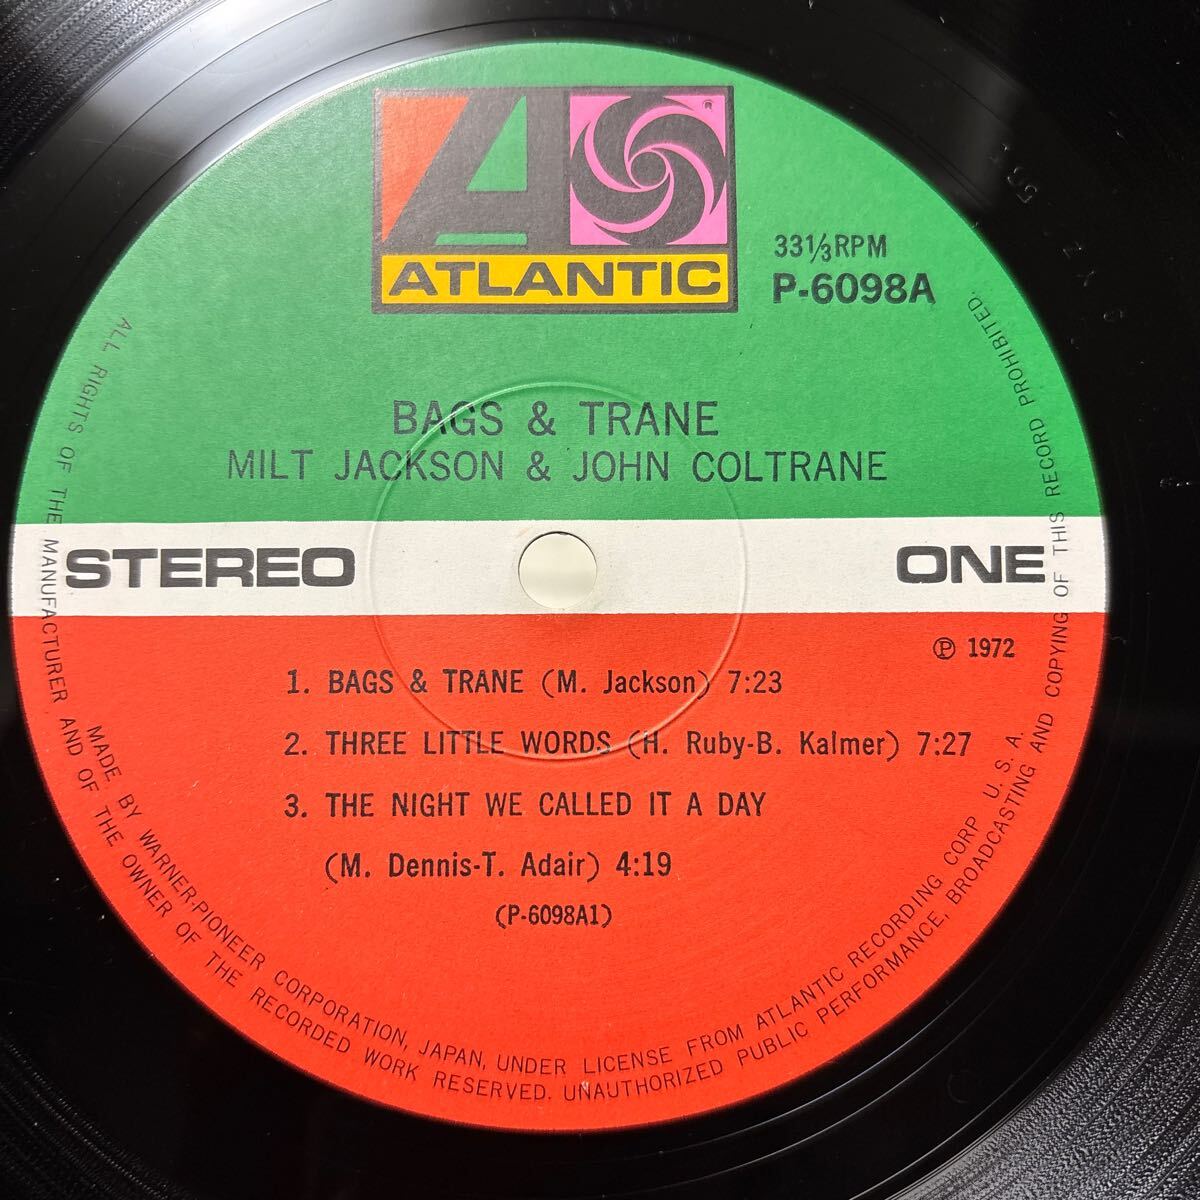 ATLANTIC
®
33⅓RPM
P-6098A
BAGS & TRANE
MILT JACKSON & JOHN COLTRANE
STEREO
ONE
℗ 1972
1. BAGS & TRANE (M. Jackson) 7:23
2. THREE LITTLE WORDS (H. Ruby-B. Kalmer) 7:27
3. THE NIGHT WE CALLED IT A DAY
(M. Dennis-T. Adair) 4:19
(P-6098A1)
MADE BY WARNER-PIONEER CORPORATION, JAPAN, UNDER LICENSE FROM ATLANTIC RECORDING CORP U. S. A.
ALL RIGHTS OF THE MANUFACTURER AND OF THE OWNER OF THE RECORDED WORK RESERVED. UNAUTHORIZED PUBLIC PERFORMANCE, BROADCASTING AND COPYING OF THIS RECORD PROHIBITED.